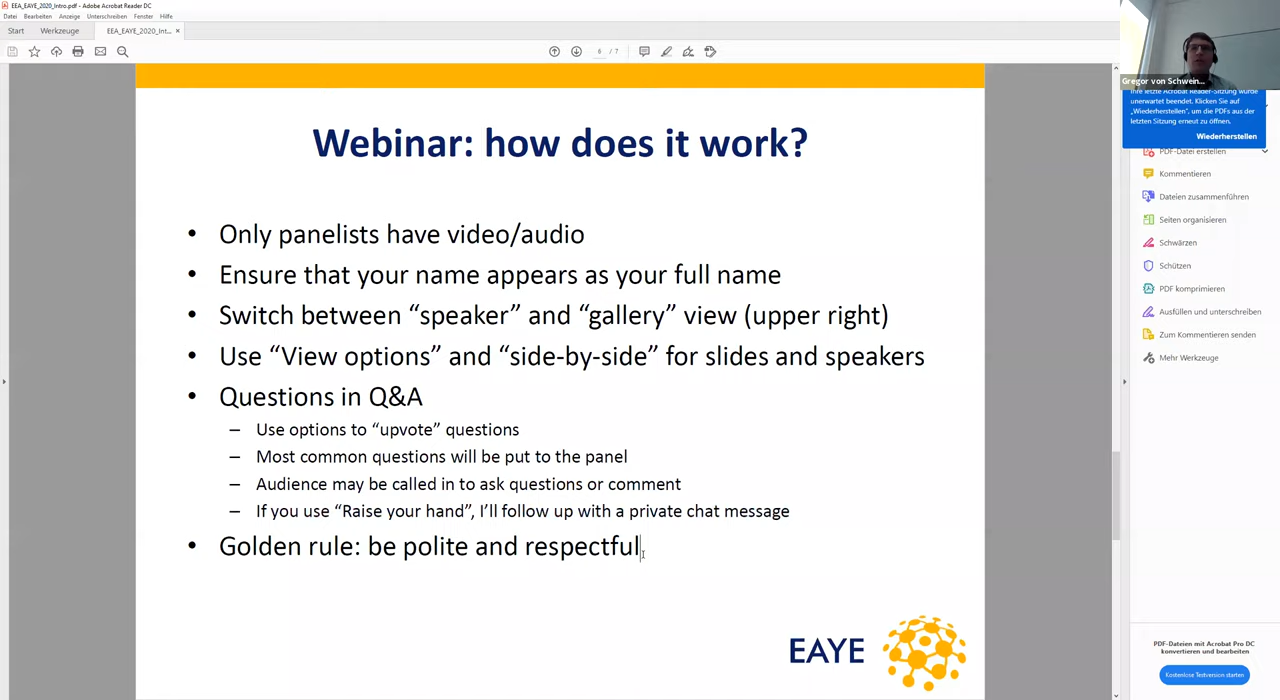 EEA_EAYE_2020_Intro.pdf - Adobe Acrobat Reader DC
Datei Bearbeiten Anzeige Unterschreiben Fenster Hilfe
Start Werkzeuge EEA_EAYE_2020_Int... ×
6 / 7
Webinar: how does it work?
• Only panelists have video/audio
• Ensure that your name appears as your full name
• Switch between “speaker” and “gallery” view (upper right)
• Use “View options” and “side-by-side” for slides and speakers
• Questions in Q&A
– Use options to “upvote” questions
– Most common questions will be put to the panel
– Audience may be called in to ask questions or comment
– If you use “Raise your hand”, I’ll follow up with a private chat message
• Golden rule: be polite and respectful
EAYE
Gregor von Schwein...
Ihre letzte Acrobat Reader-Sitzung wurde
unerwartet beendet. Klicken Sie auf
„Wiederherstellen“, um die PDFs aus der
letzten Sitzung erneut zu öffnen.
Wiederherstellen
PDF-Datei erstellen
Kommentieren
Dateien zusammenführen
Seiten organisieren
Schwärzen
Schützen
PDF komprimieren
Ausfüllen und unterschreiben
Zum Kommentieren senden
Mehr Werkzeuge
PDF-Dateien mit Acrobat Pro DC
konvertieren und bearbeiten
Kostenlose Testversion starten